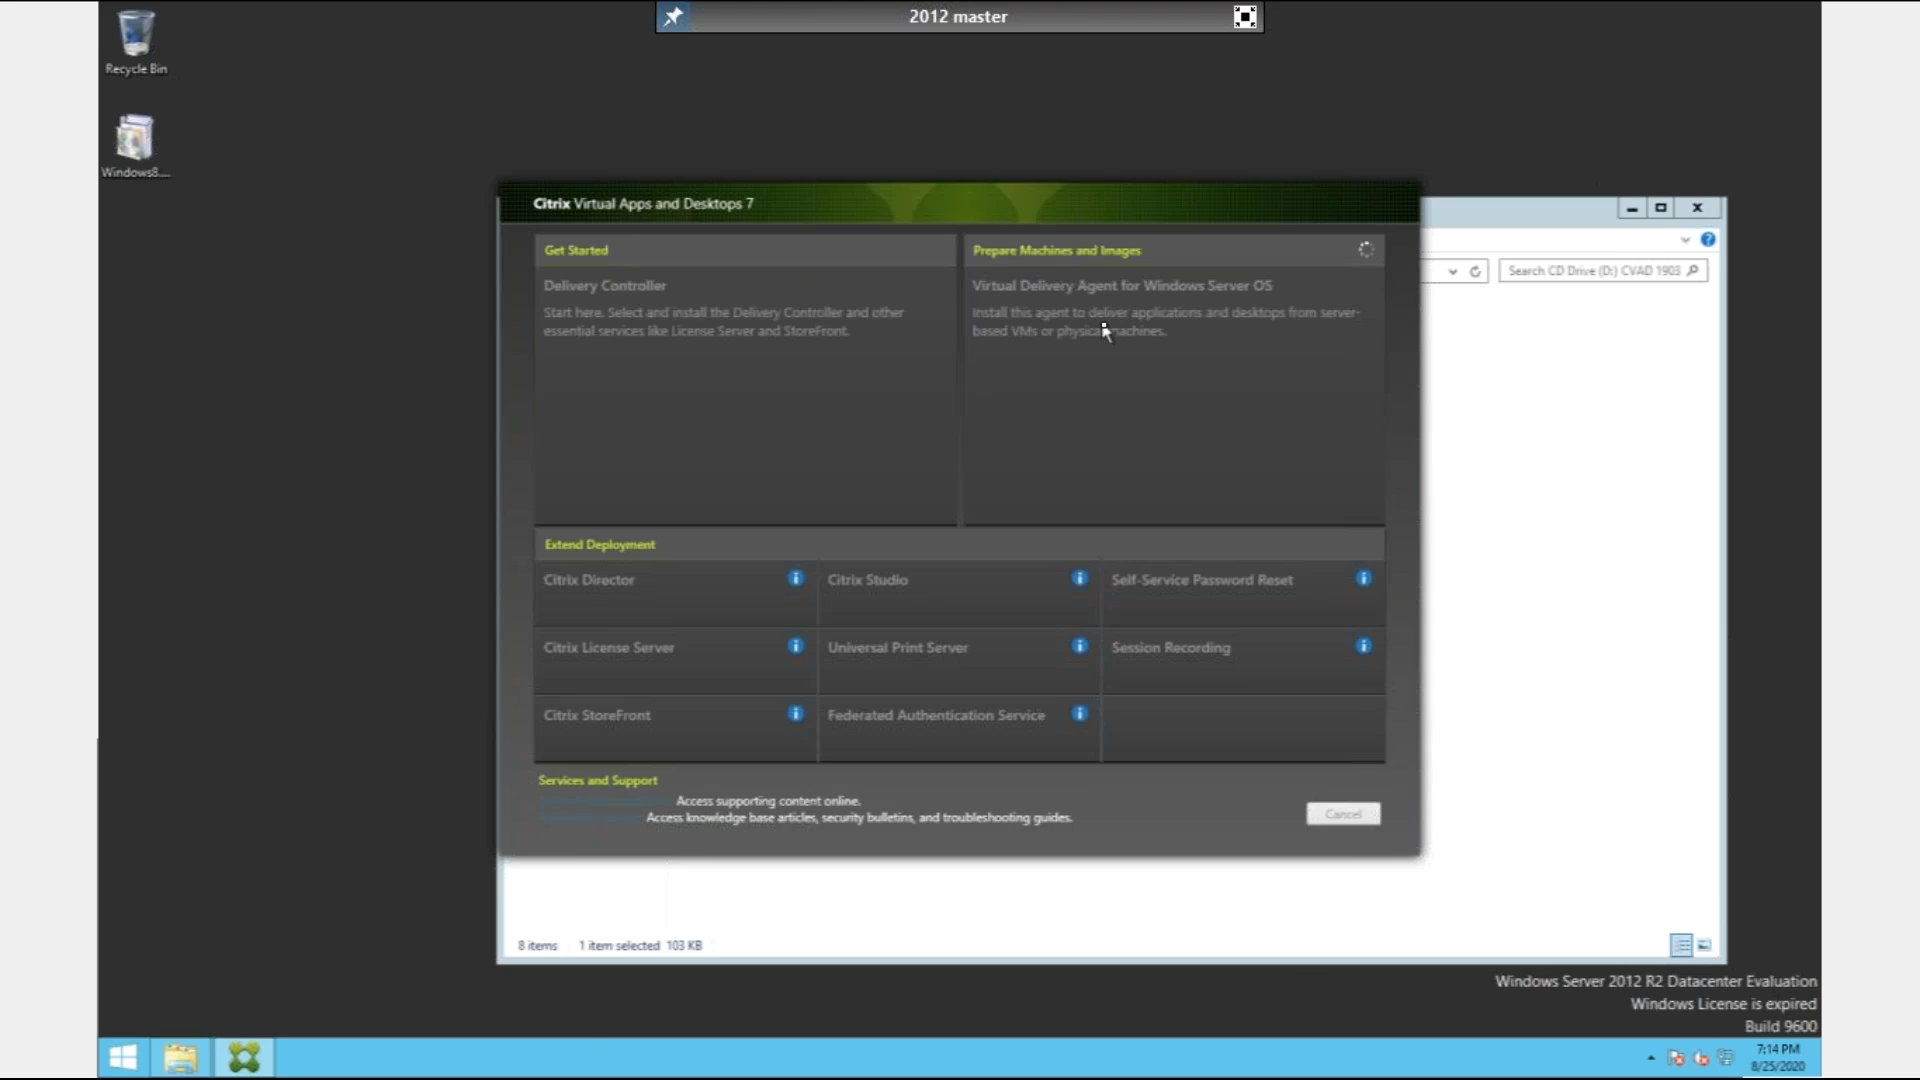 2012 master
Recycle Bin
Windows8....
Citrix Virtual Apps and Desktops 7
Get Started
Prepare Machines and Images
Delivery Controller
Start here. Select and install the Delivery Controller and other
essential services like License Server and StoreFront.
Virtual Delivery Agent for Windows Server OS
Install this agent to deliver applications and desktops from server-
based VMs or physical machines.
Search CD Drive (D:) CVAD 1903
Extend Deployment
Citrix Director
Citrix Studio
Self-Service Password Reset
Citrix License Server
Universal Print Server
Session Recording
Citrix StoreFront
Federated Authentication Service
Services and Support
Access supporting content online.
Access knowledge base articles, security bulletins, and troubleshooting guides.
Cancel
8 items 1 item selected 103 KB
Windows Server 2012 R2 Datacenter Evaluation
Windows License is expired
Build 9600
7:14 PM
8/25/2020